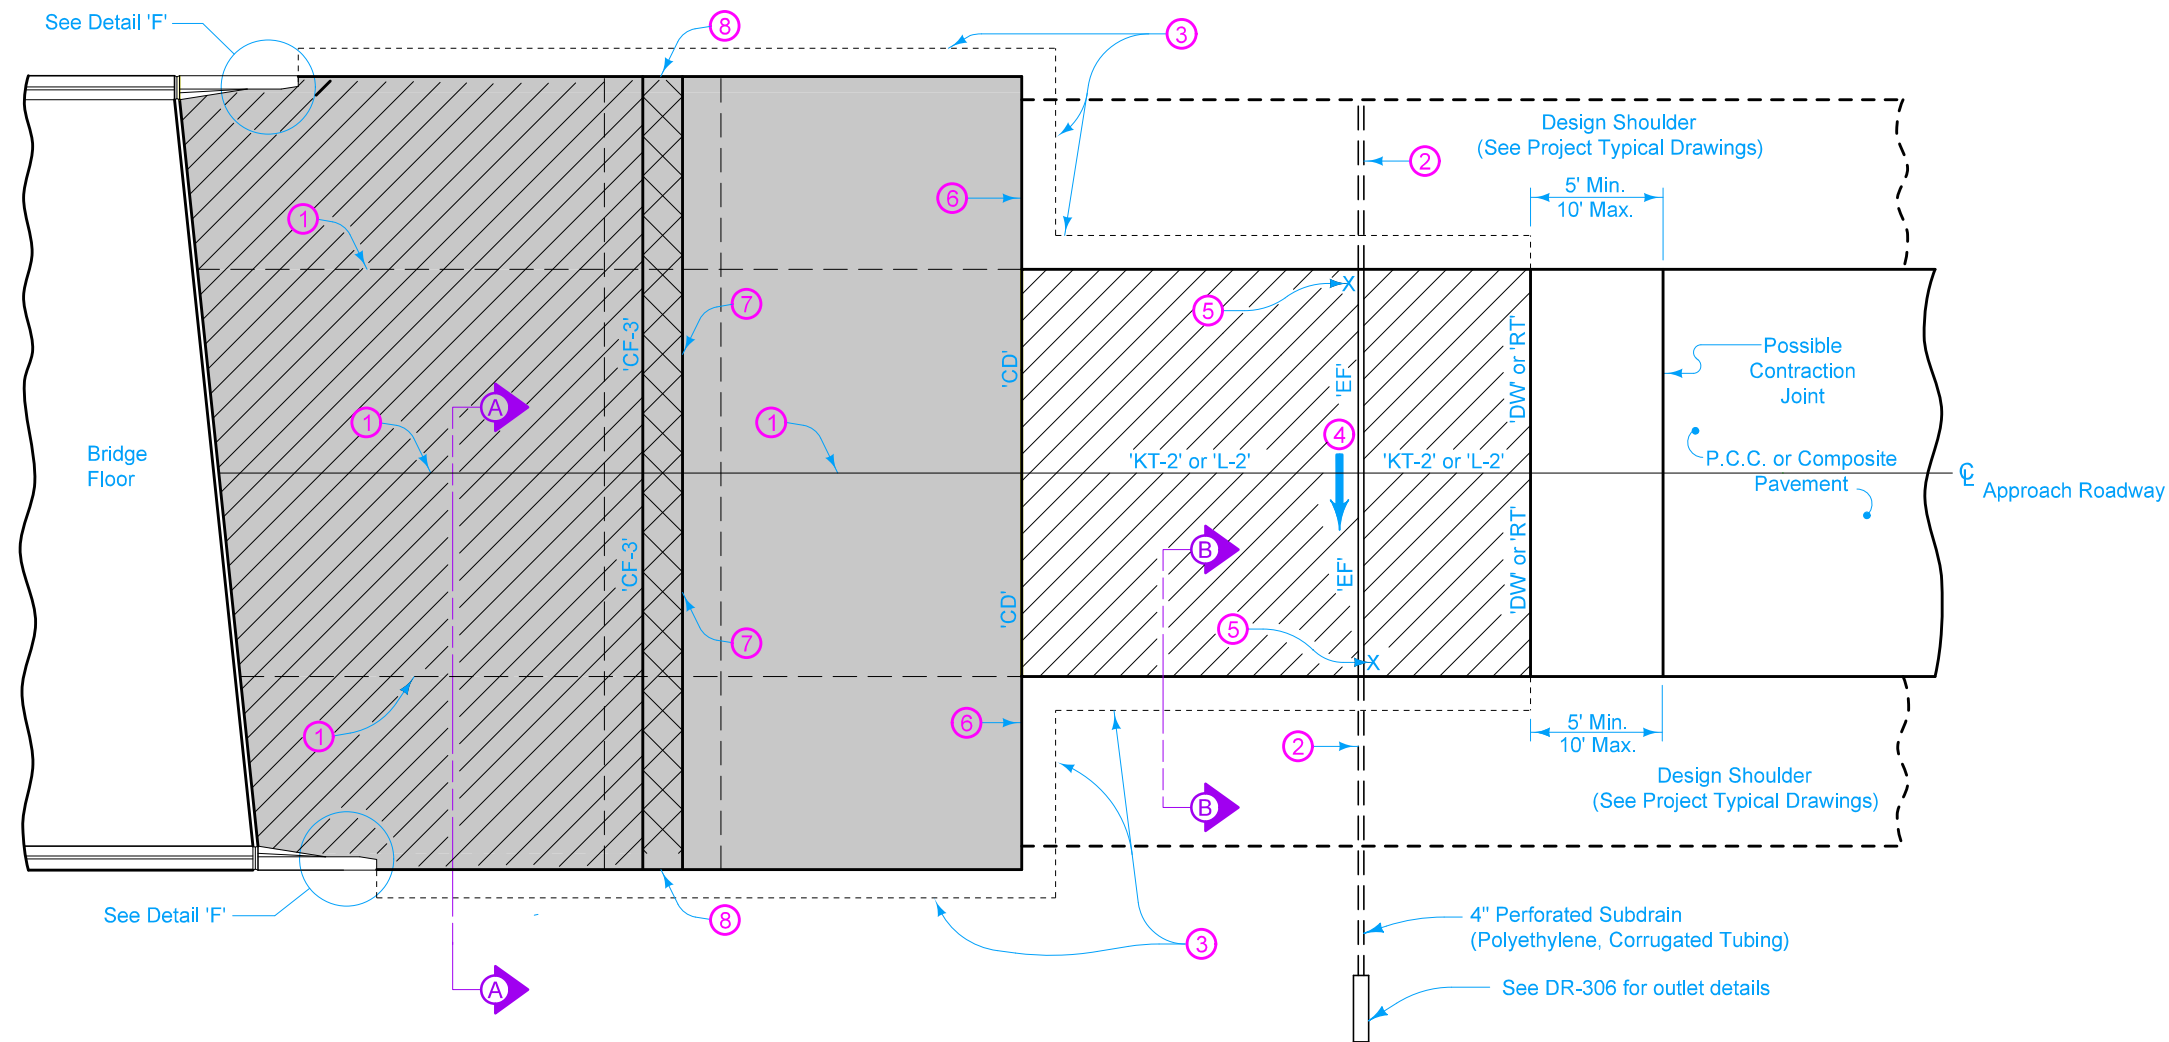 See Detail 'F'
8
3
Design Shoulder
(See Project Typical Drawings)
2
5' Min.
10' Max.
6
1
7
5
'CF-3'
'CD'
'EF'
'DW' or 'RT'
Possible
Contraction
Joint
A
1
1
4
Bridge
Floor
'KT-2' or 'L-2'
'KT-2' or 'L-2'
P.C.C. or Composite
Pavement
℄
Approach Roadway
B
'CF-3'
'CD'
'EF'
'DW' or 'RT'
7
5
1
6
2
5' Min.
10' Max.
Design Shoulder
(See Project Typical Drawings)
B
See Detail 'F'
8
3
4" Perforated Subdrain
(Polyethylene, Corrugated Tubing)
A
See DR-306 for outlet details